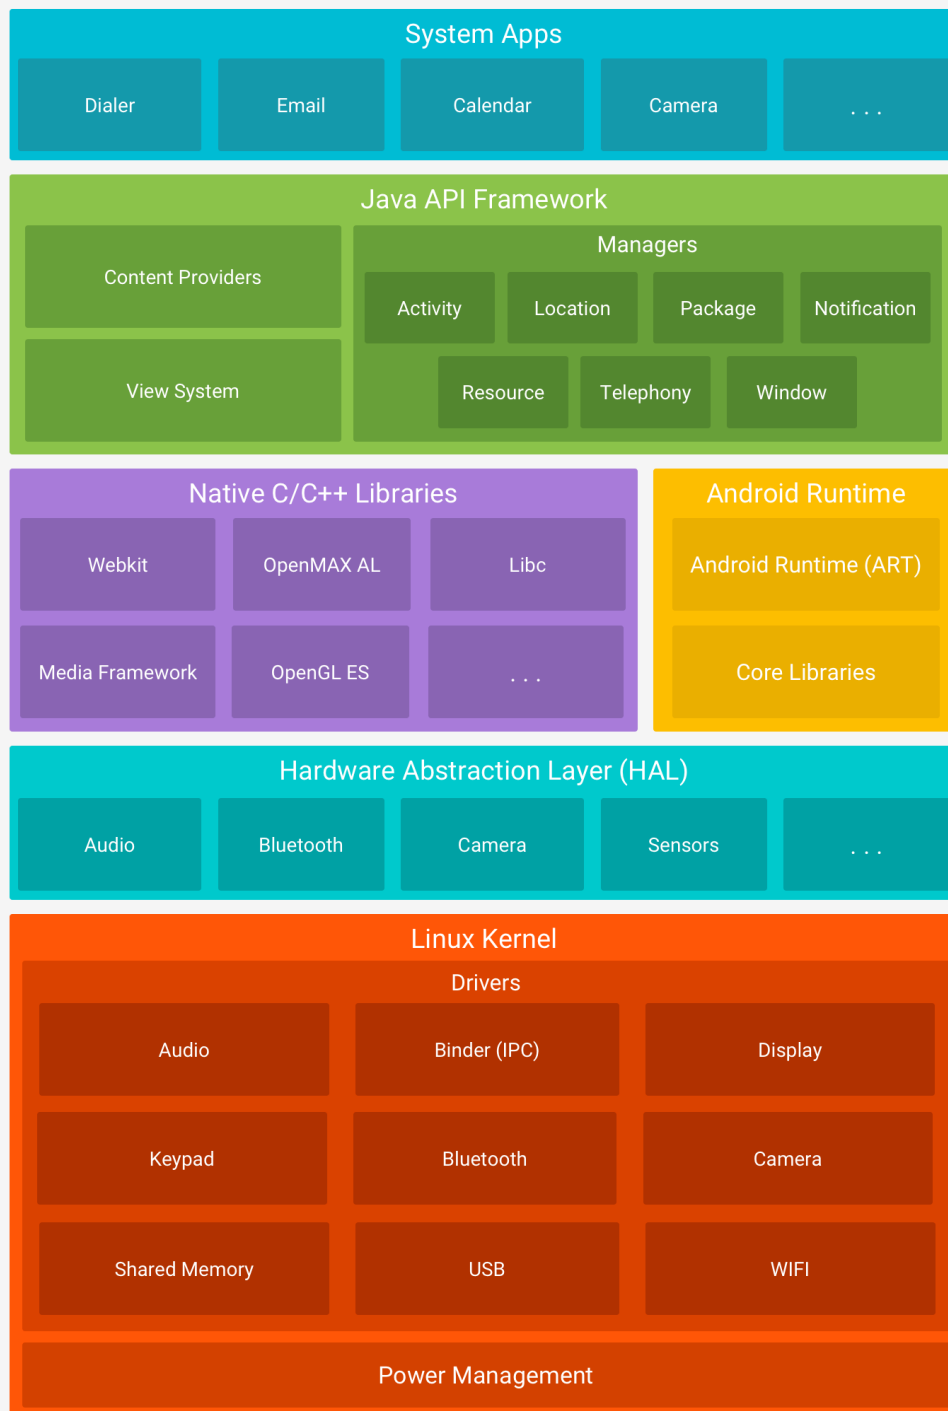 System Apps
Dialer
Email
Calendar
Camera
. . .
Java API Framework
Content Providers
View System
Managers
Activity
Location
Package
Notification
Resource
Telephony
Window
Native C/C++ Libraries
Webkit
OpenMAX AL
Libc
Media Framework
OpenGL ES
. . .
Android Runtime
Android Runtime (ART)
Core Libraries
Hardware Abstraction Layer (HAL)
Audio
Bluetooth
Camera
Sensors
. . .
Linux Kernel
Drivers
Audio
Binder (IPC)
Display
Keypad
Bluetooth
Camera
Shared Memory
USB
WIFI
Power Management